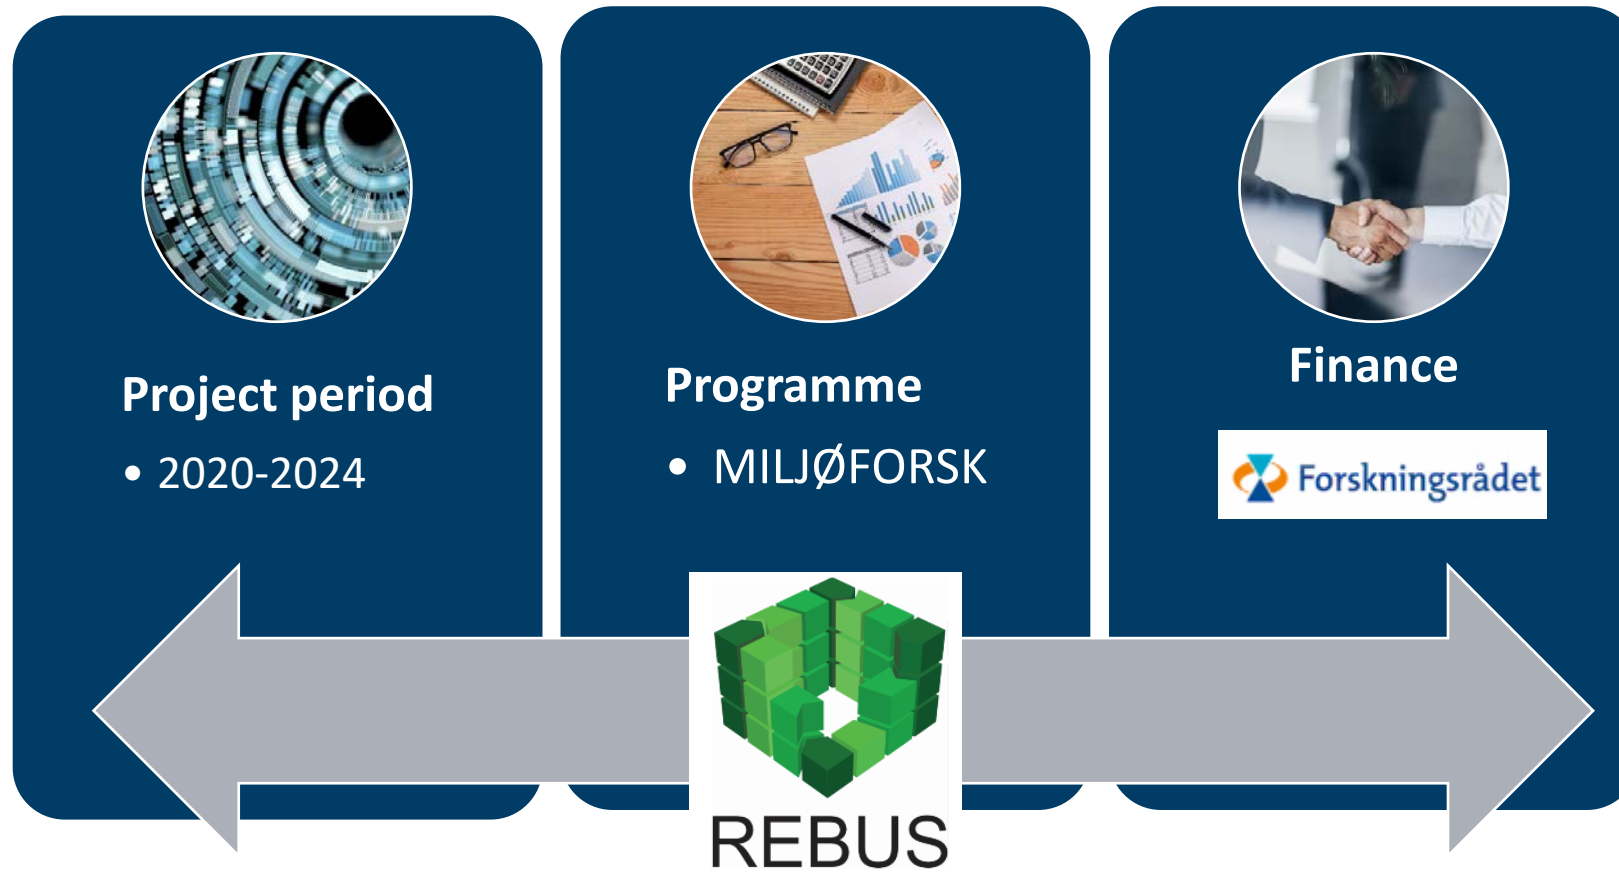 Project period
• 2020-2024
Programme
• MILJØFORSK
Finance
Forskningsrådet
REBUS